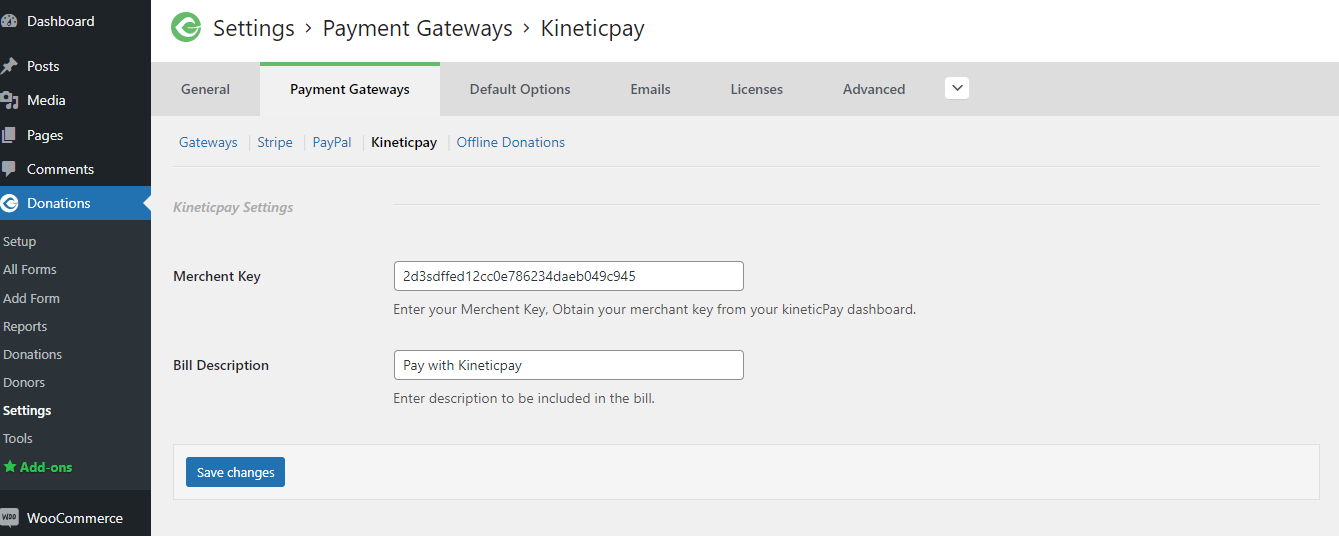 Dashboard
Posts
Media
Pages
Comments
Donations
Setup
All Forms
Add Form
Reports
Donations
Donors
Settings
Tools
Add-ons
WOO WooCommerce
Settings › Payment Gateways › Kineticpay
General Payment Gateways Default Options Emails Licenses Advanced
Gateways Stripe PayPal Kineticpay Offline Donations
Kineticpay Settings
Merchent Key 2d3sdffed12cc0e786234daeb049c945
Enter your Merchent Key, Obtain your merchant key from your kineticPay dashboard.
Bill Description Pay with Kineticpay
Enter description to be included in the bill.
Save changes